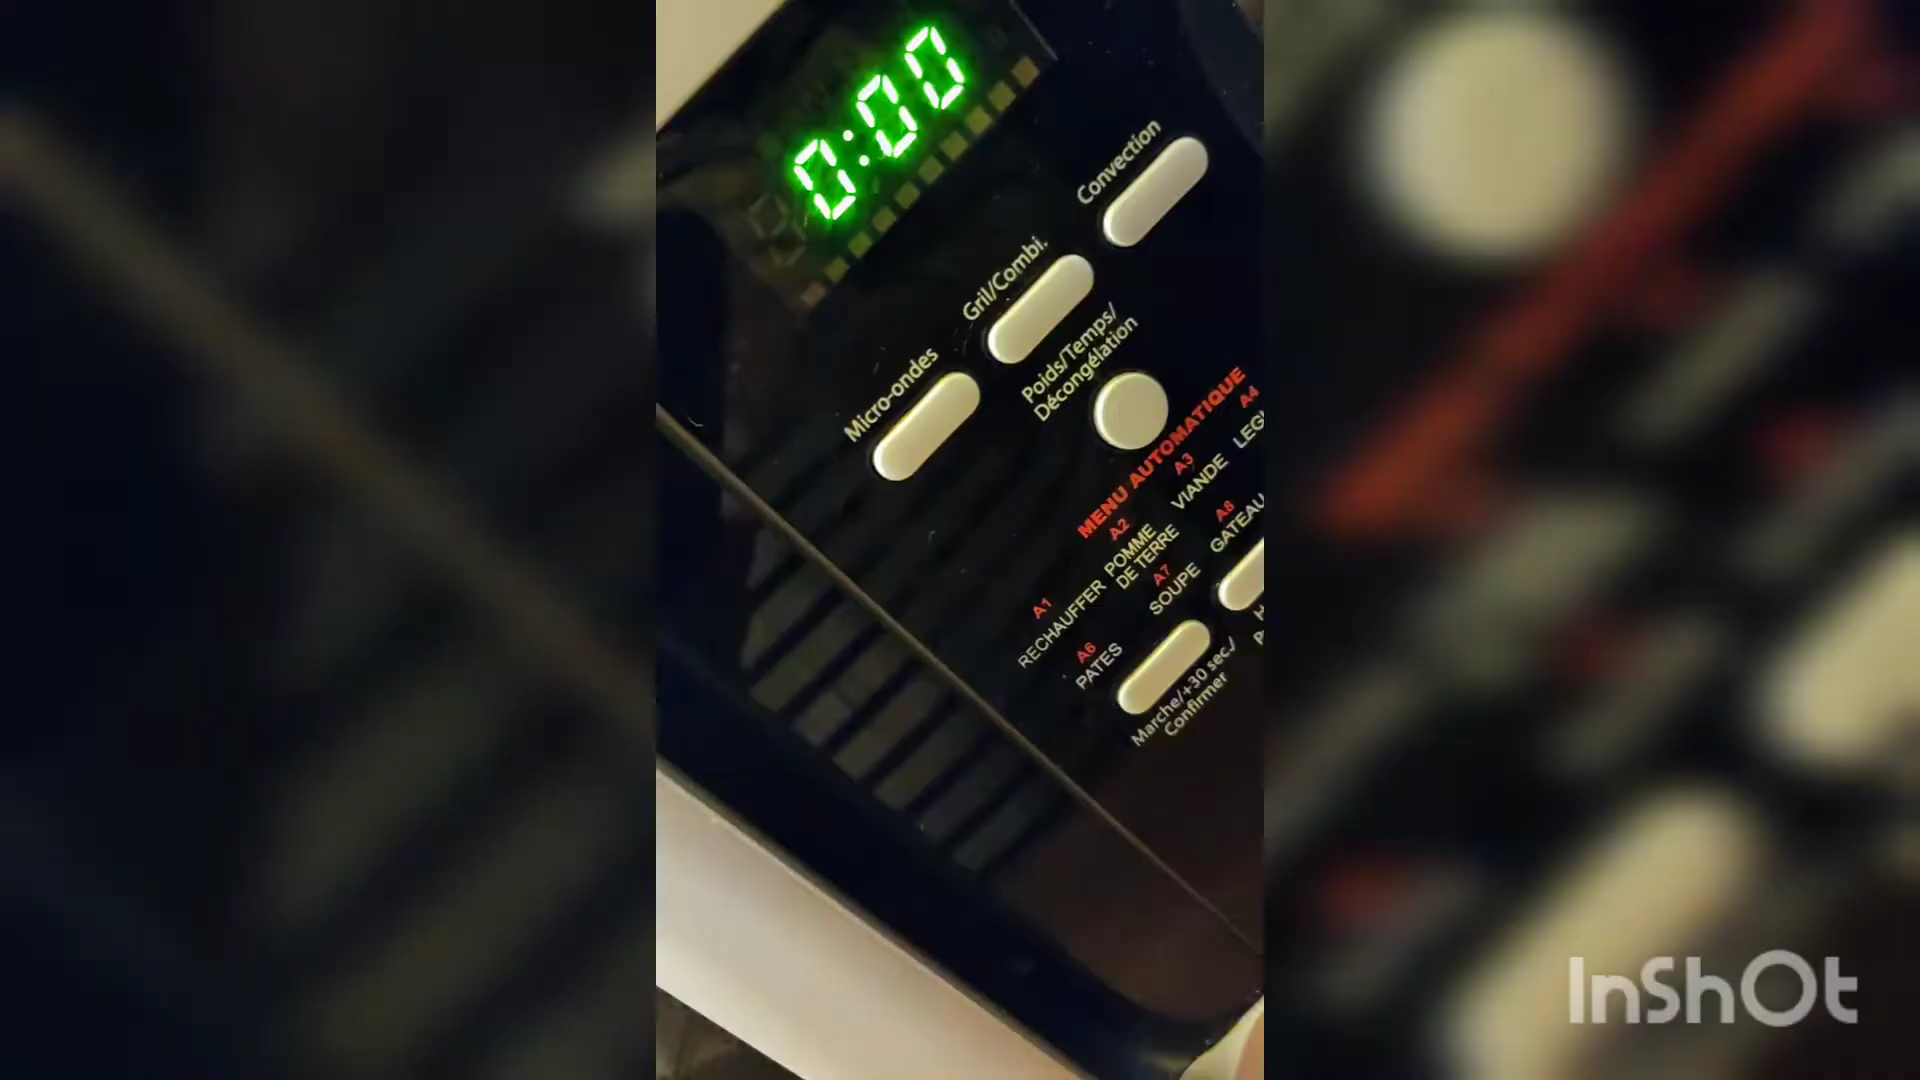 0:00
Convection
Gril/Combi.
Micro-ondes
Poids/Temps/
Décongélation
MENU AUTOMATIQUE
A1
RECHAUFFER
A2
POMME
DE TERRE
A3
VIANDE
A4
A6
PATES
A7
SOUPE
A8
GATEAU
Marche/+30 sec./
Confirmer
InShOt